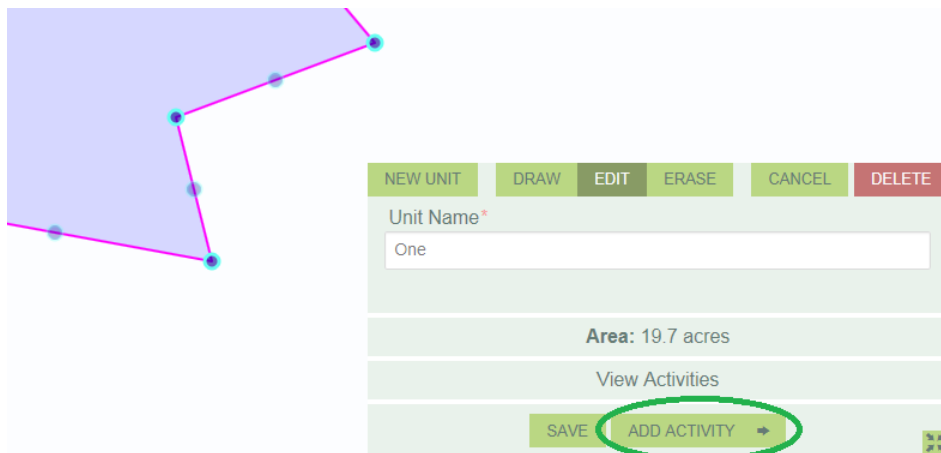 NEW UNIT DRAW EDIT ERASE CANCEL DELETE
Unit Name*
One
Area: 19.7 acres
View Activities
SAVE ADD ACTIVITY